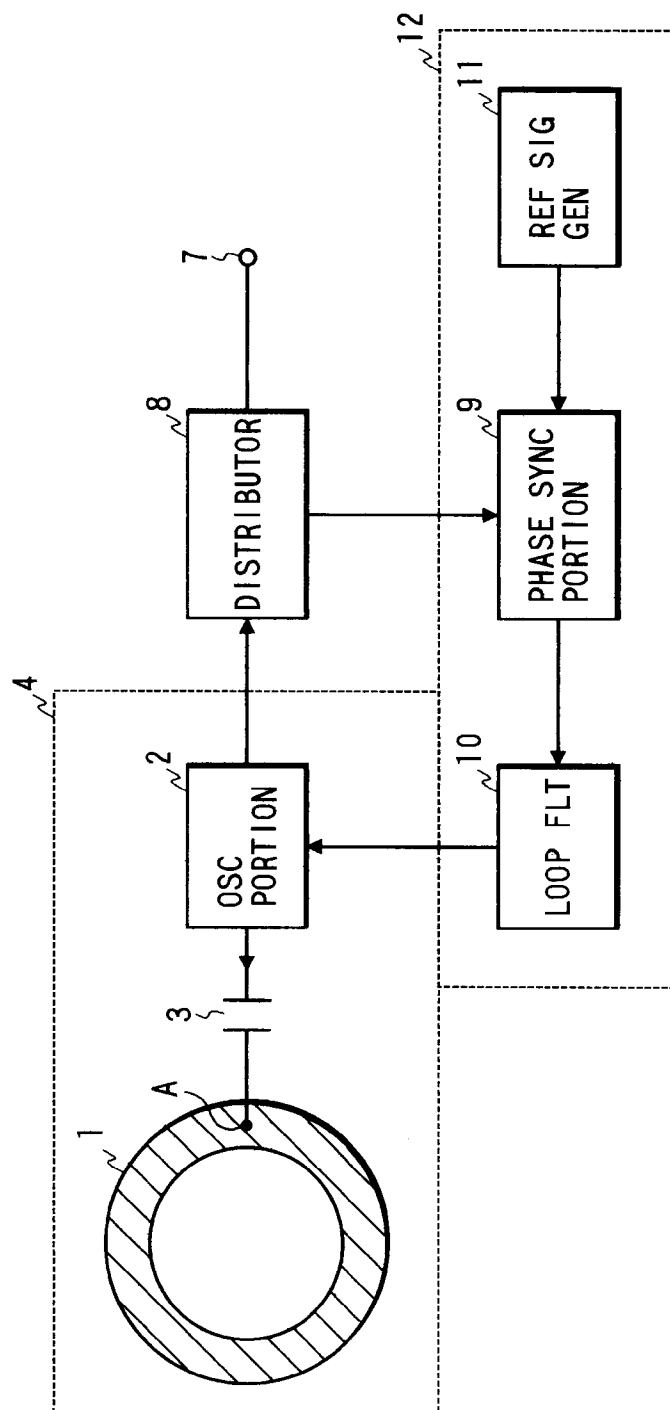 4
1
A
3
2
OSC
PORTION
8
DISTRIBUTOR
7
12
10
LOOP FLT
9
PHASE SYNC
PORTION
11
REF SIG
GEN